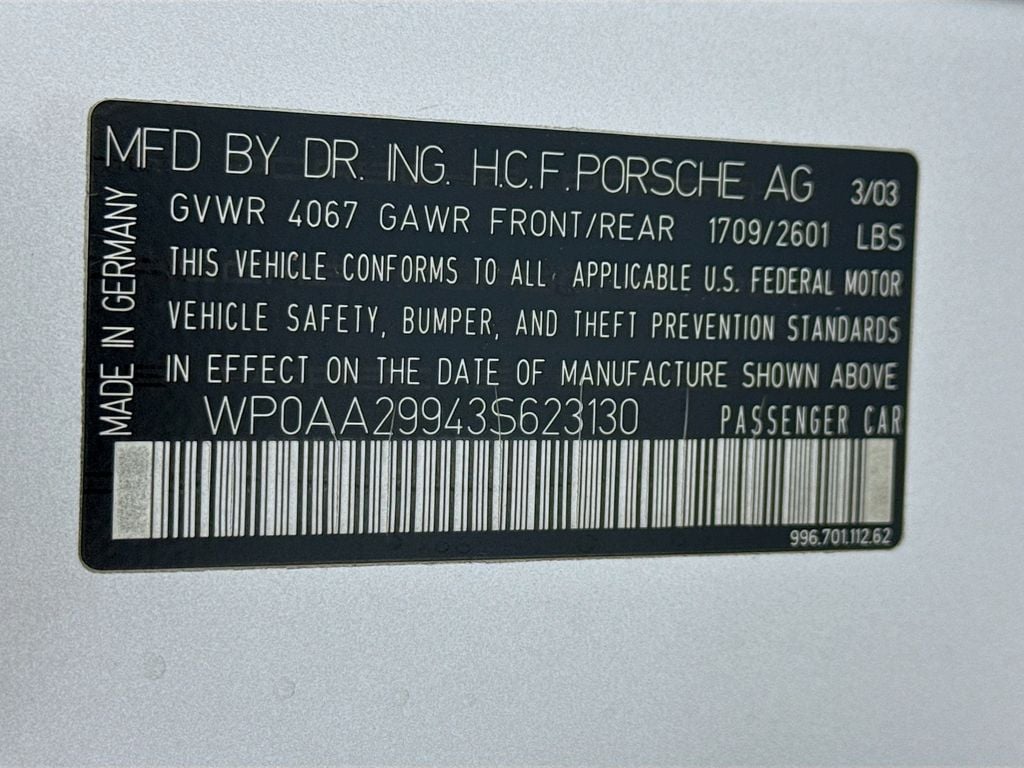 MFD BY DR. ING. H.C.F. PORSCHE AG 3/03
GVWR 4067 GAWR FRONT/REAR 1709/2601 LBS
THIS VEHICLE CONFORMS TO ALL APPLICABLE U.S. FEDERAL MOTOR
VEHICLE SAFETY, BUMPER, AND THEFT PREVENTION STANDARDS
IN EFFECT ON THE DATE OF MANUFACTURE SHOWN ABOVE
WP0AA29943S623130 PASSENGER CAR
MADE IN GERMANY
996.701.112.62